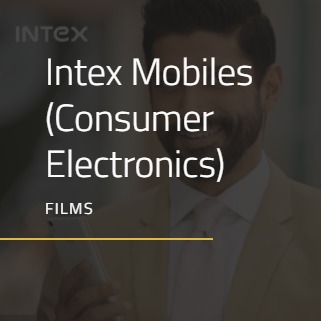 INTEX
Intex Mobiles
(Consumer
Electronics)
FILMS